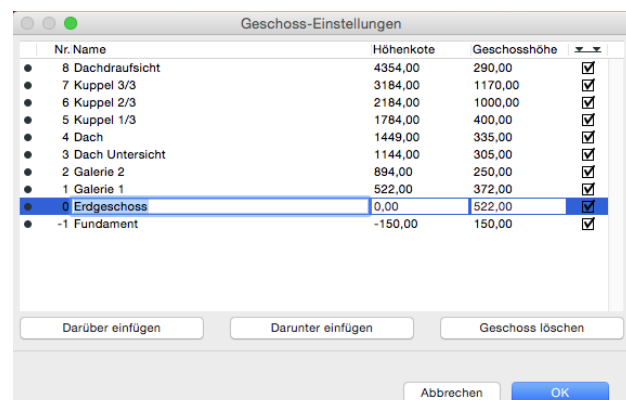 Geschoss-Einstellungen
Nr. Name Höhenkote Geschosshöhe
8 Dachdraufsicht 4354,00 290,00
7 Kuppel 3/3 3184,00 1170,00
6 Kuppel 2/3 2184,00 1000,00
5 Kuppel 1/3 1784,00 400,00
4 Dach 1449,00 335,00
3 Dach Untersicht 1144,00 305,00
2 Galerie 2 894,00 250,00
1 Galerie 1 522,00 372,00
0 Erdgeschoss 0,00 522,00
-1 Fundament -150,00 150,00
Darüber einfügen Darunter einfügen Geschoss löschen
Abbrechen OK